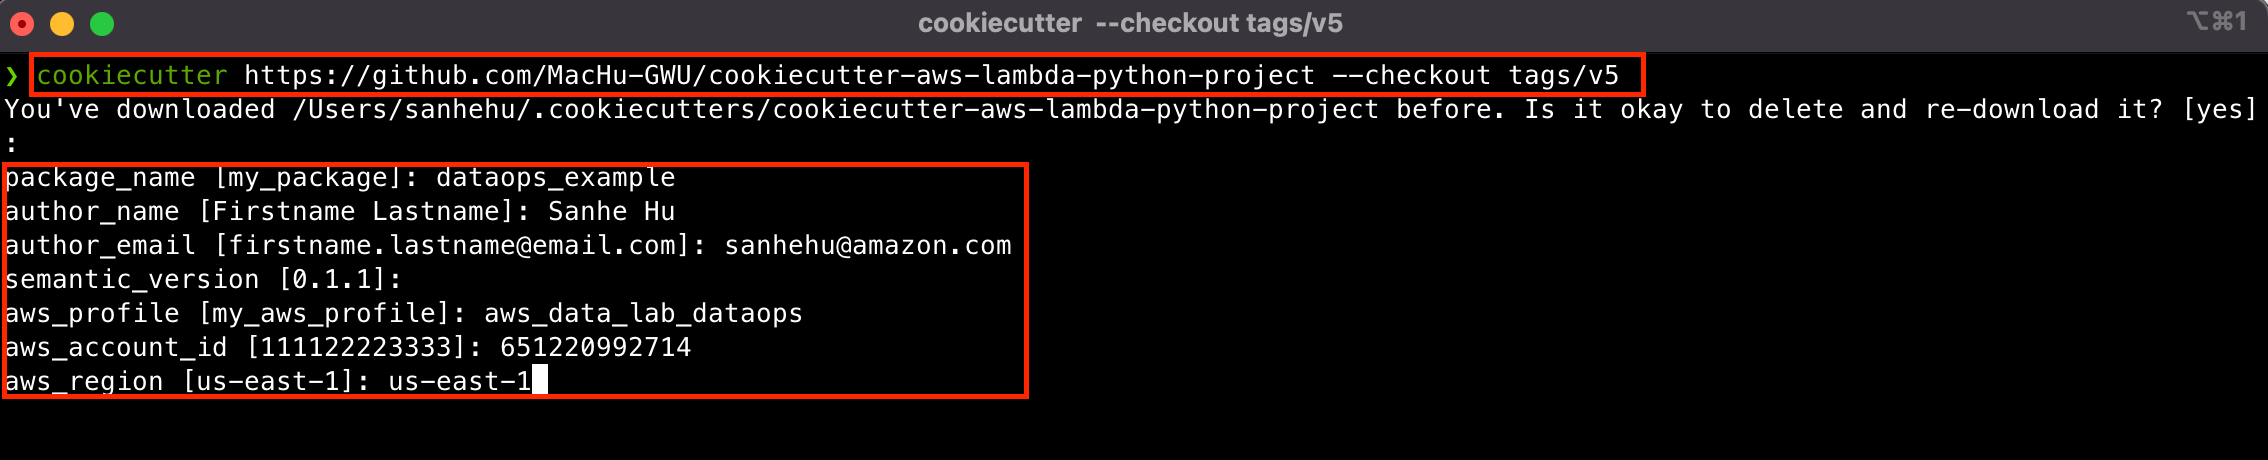 cookiecutter --checkout tags/v5
⌥⌘1
❯ cookiecutter https://github.com/MacHu-GWU/cookiecutter-aws-lambda-python-project --checkout tags/v5
You've downloaded /Users/sanhehu/.cookiecutters/cookiecutter-aws-lambda-python-project before. Is it okay to delete and re-download it? [yes]
:
package_name [my_package]: dataops_example
author_name [Firstname Lastname]: Sanhe Hu
author_email [firstname.lastname@email.com]: sanhehu@amazon.com
semantic_version [0.1.1]:
aws_profile [my_aws_profile]: aws_data_lab_dataops
aws_account_id [111122223333]: 651220992714
aws_region [us-east-1]: us-east-1